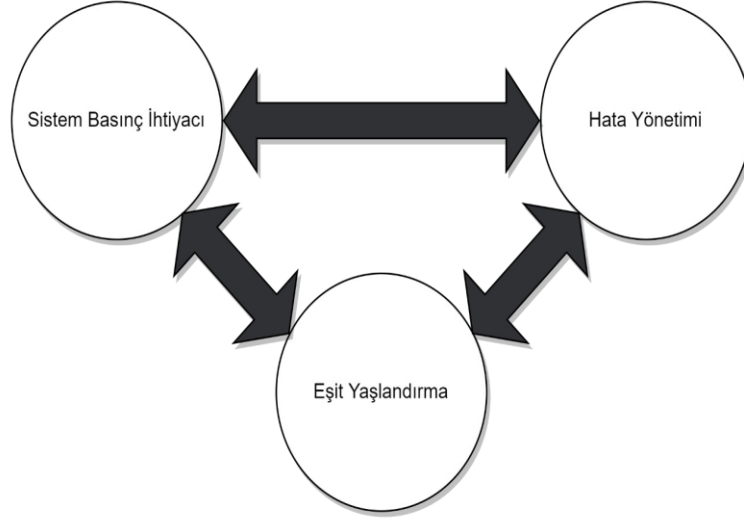 Sistem Basınç İhtiyacı
Hata Yönetimi
Eşit Yaşlandırma